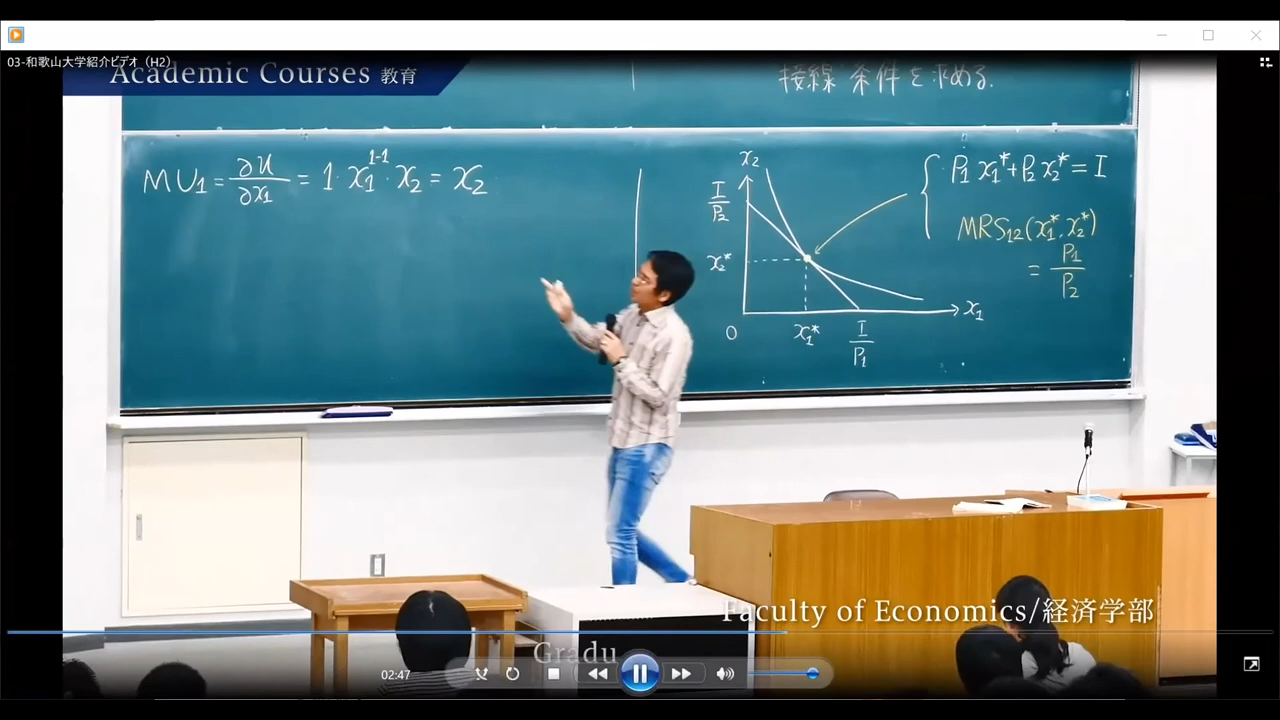 03-和歌山大学紹介ビデオ（H2）
Academic Courses 教育
接線 条件を求める.
MU₁ = ∂u/∂x₁ = 1·x₁¹⁻¹·x₂ = x₂
x₂
I/P₂
x₂*
0
x₁*
I/P₁
x₁
P₁x₁*+P₂x₂*=I
MRS₁₂(x₁*,x₂*)
= P₁/P₂
Faculty of Economics/経済学部
Gradu
02:47